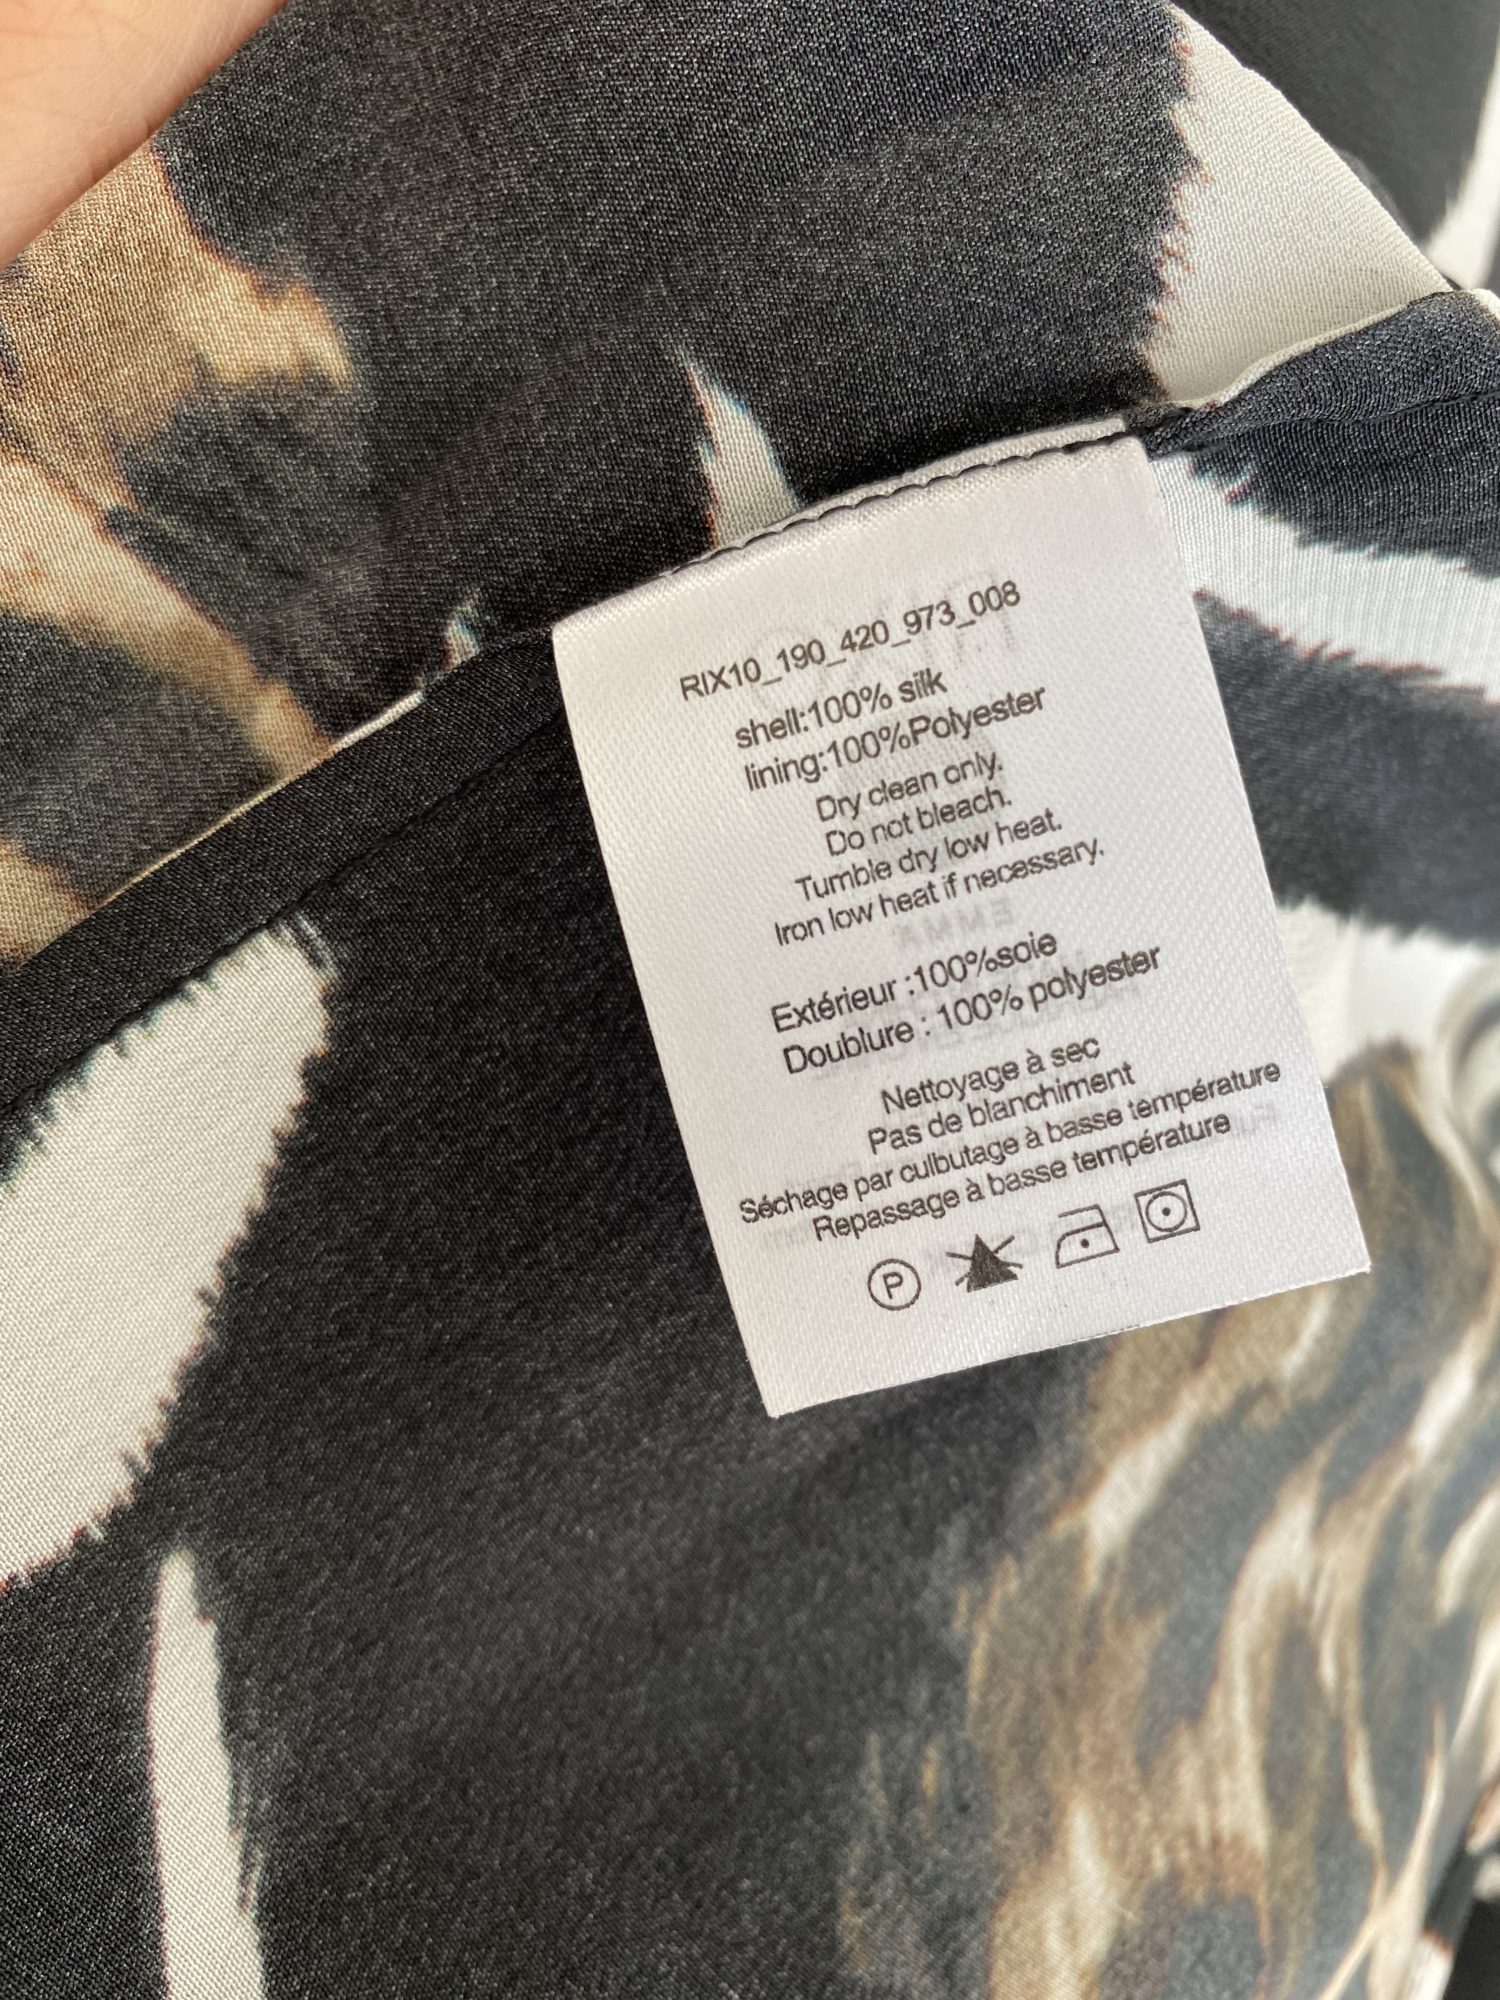 RIX10_190_420_973_008
shell:100% silk
lining:100%Polyester
Dry clean only.
Do not bleach.
Tumble dry low heat.
Iron low heat if necessary.
Extérieur :100%soie
Doublure : 100% polyester
Nettoyage à sec
Pas de blanchiment
Séchage par culbutage à basse température
Repassage à basse température
P